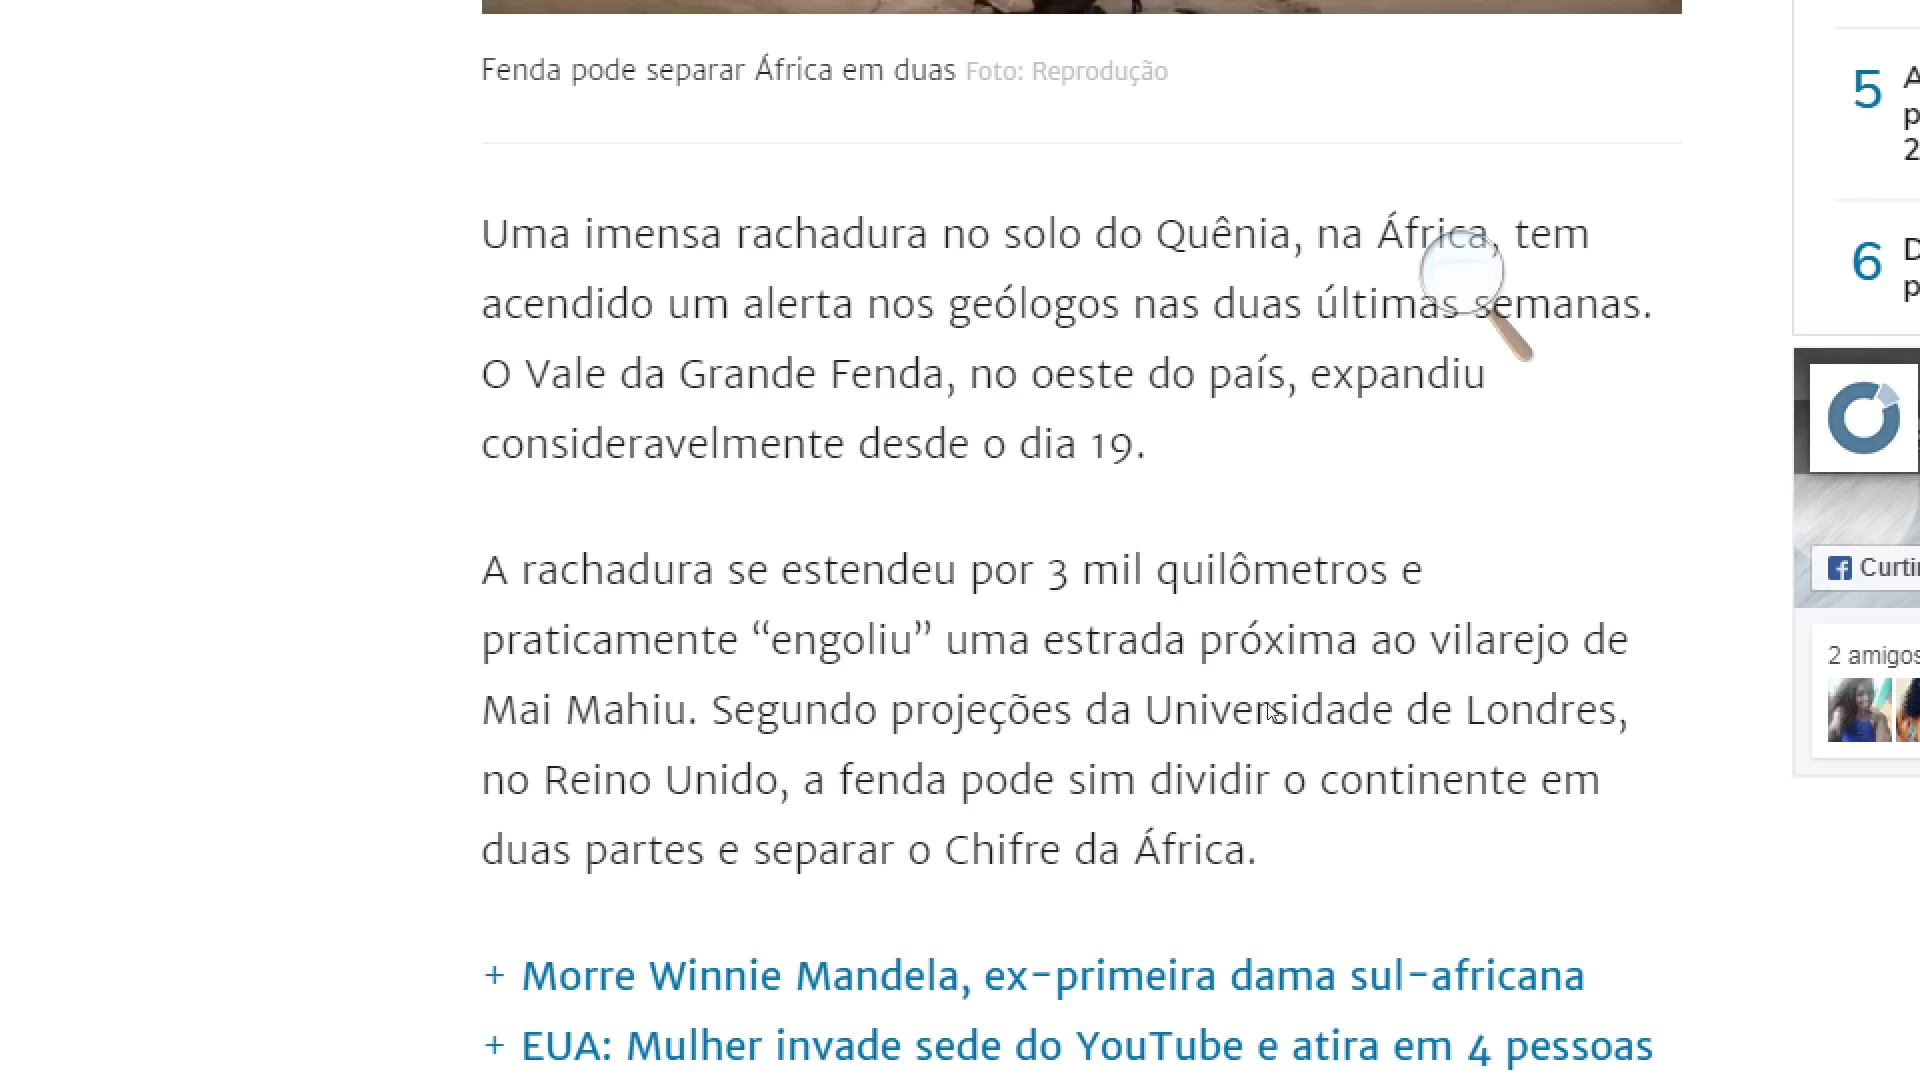 Fenda pode separar África em duas Foto: Reprodução
Uma imensa rachadura no solo do Quênia, na África, tem
acendido um alerta nos geólogos nas duas últimas semanas.
O Vale da Grande Fenda, no oeste do país, expandiu
consideravelmente desde o dia 19.
A rachadura se estendeu por 3 mil quilômetros e
praticamente “engoliu” uma estrada próxima ao vilarejo de
Mai Mahiu. Segundo projeções da Universidade de Londres,
no Reino Unido, a fenda pode sim dividir o continente em
duas partes e separar o Chifre da África.
+ Morre Winnie Mandela, ex-primeira dama sul-africana
+ EUA: Mulher invade sede do YouTube e atira em 4 pessoas
5
6
2 amigos